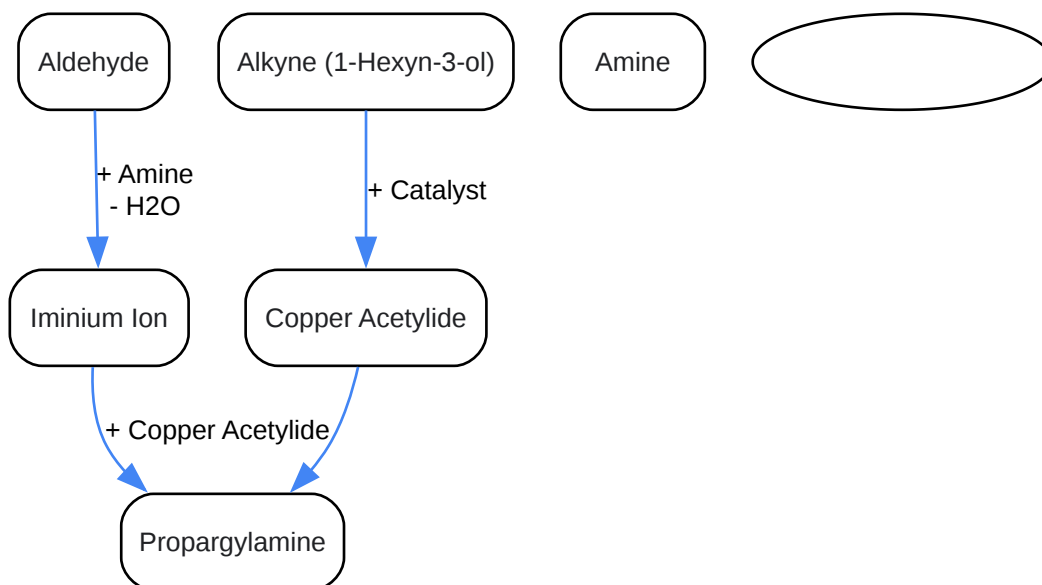 Aldehyde
Alkyne (1-Hexyn-3-ol)
Amine
+ Amine
- H2O
+ Catalyst
Iminium Ion
Copper Acetylide
+ Copper Acetylide
Propargylamine